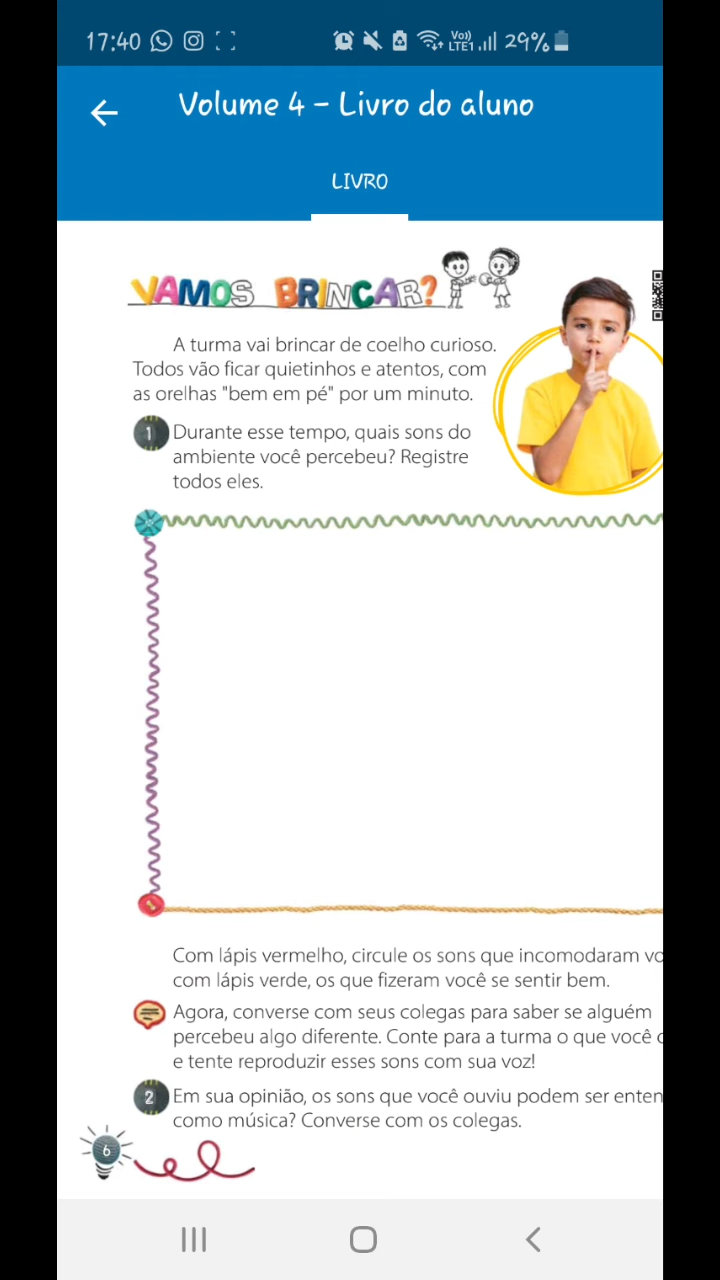 17:40 Vo)) LTE1 29%
Volume 4 – Livro do aluno
LIVRO
VAMOS BRINCAR?
A turma vai brincar de coelho curioso.
Todos vão ficar quietinhos e atentos, com
as orelhas "bem em pé" por um minuto.
1 Durante esse tempo, quais sons do
ambiente você percebeu? Registre
todos eles.
Com lápis vermelho, circule os sons que incomodaram
com lápis verde, os que fizeram você se sentir bem.
Agora, converse com seus colegas para saber se alguém
percebeu algo diferente. Conte para a turma o que você
e tente reproduzir esses sons com sua voz!
2 Em sua opinião, os sons que você ouviu podem ser
como música? Converse com os colegas.
6